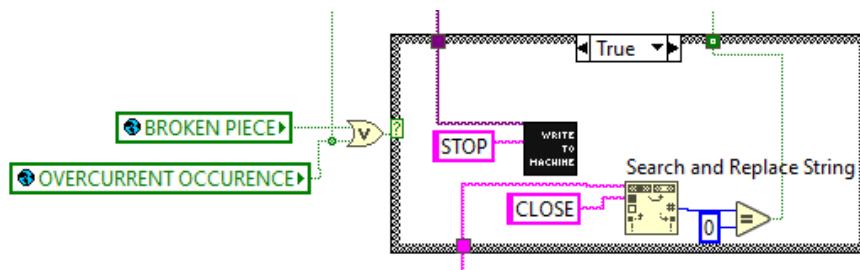 True
BROKEN PIECE
V
?
OVERCURRENT OCCURENCE
STOP
WRITE
TO
MACHINE
Search and Replace String
CLOSE
#
0
=